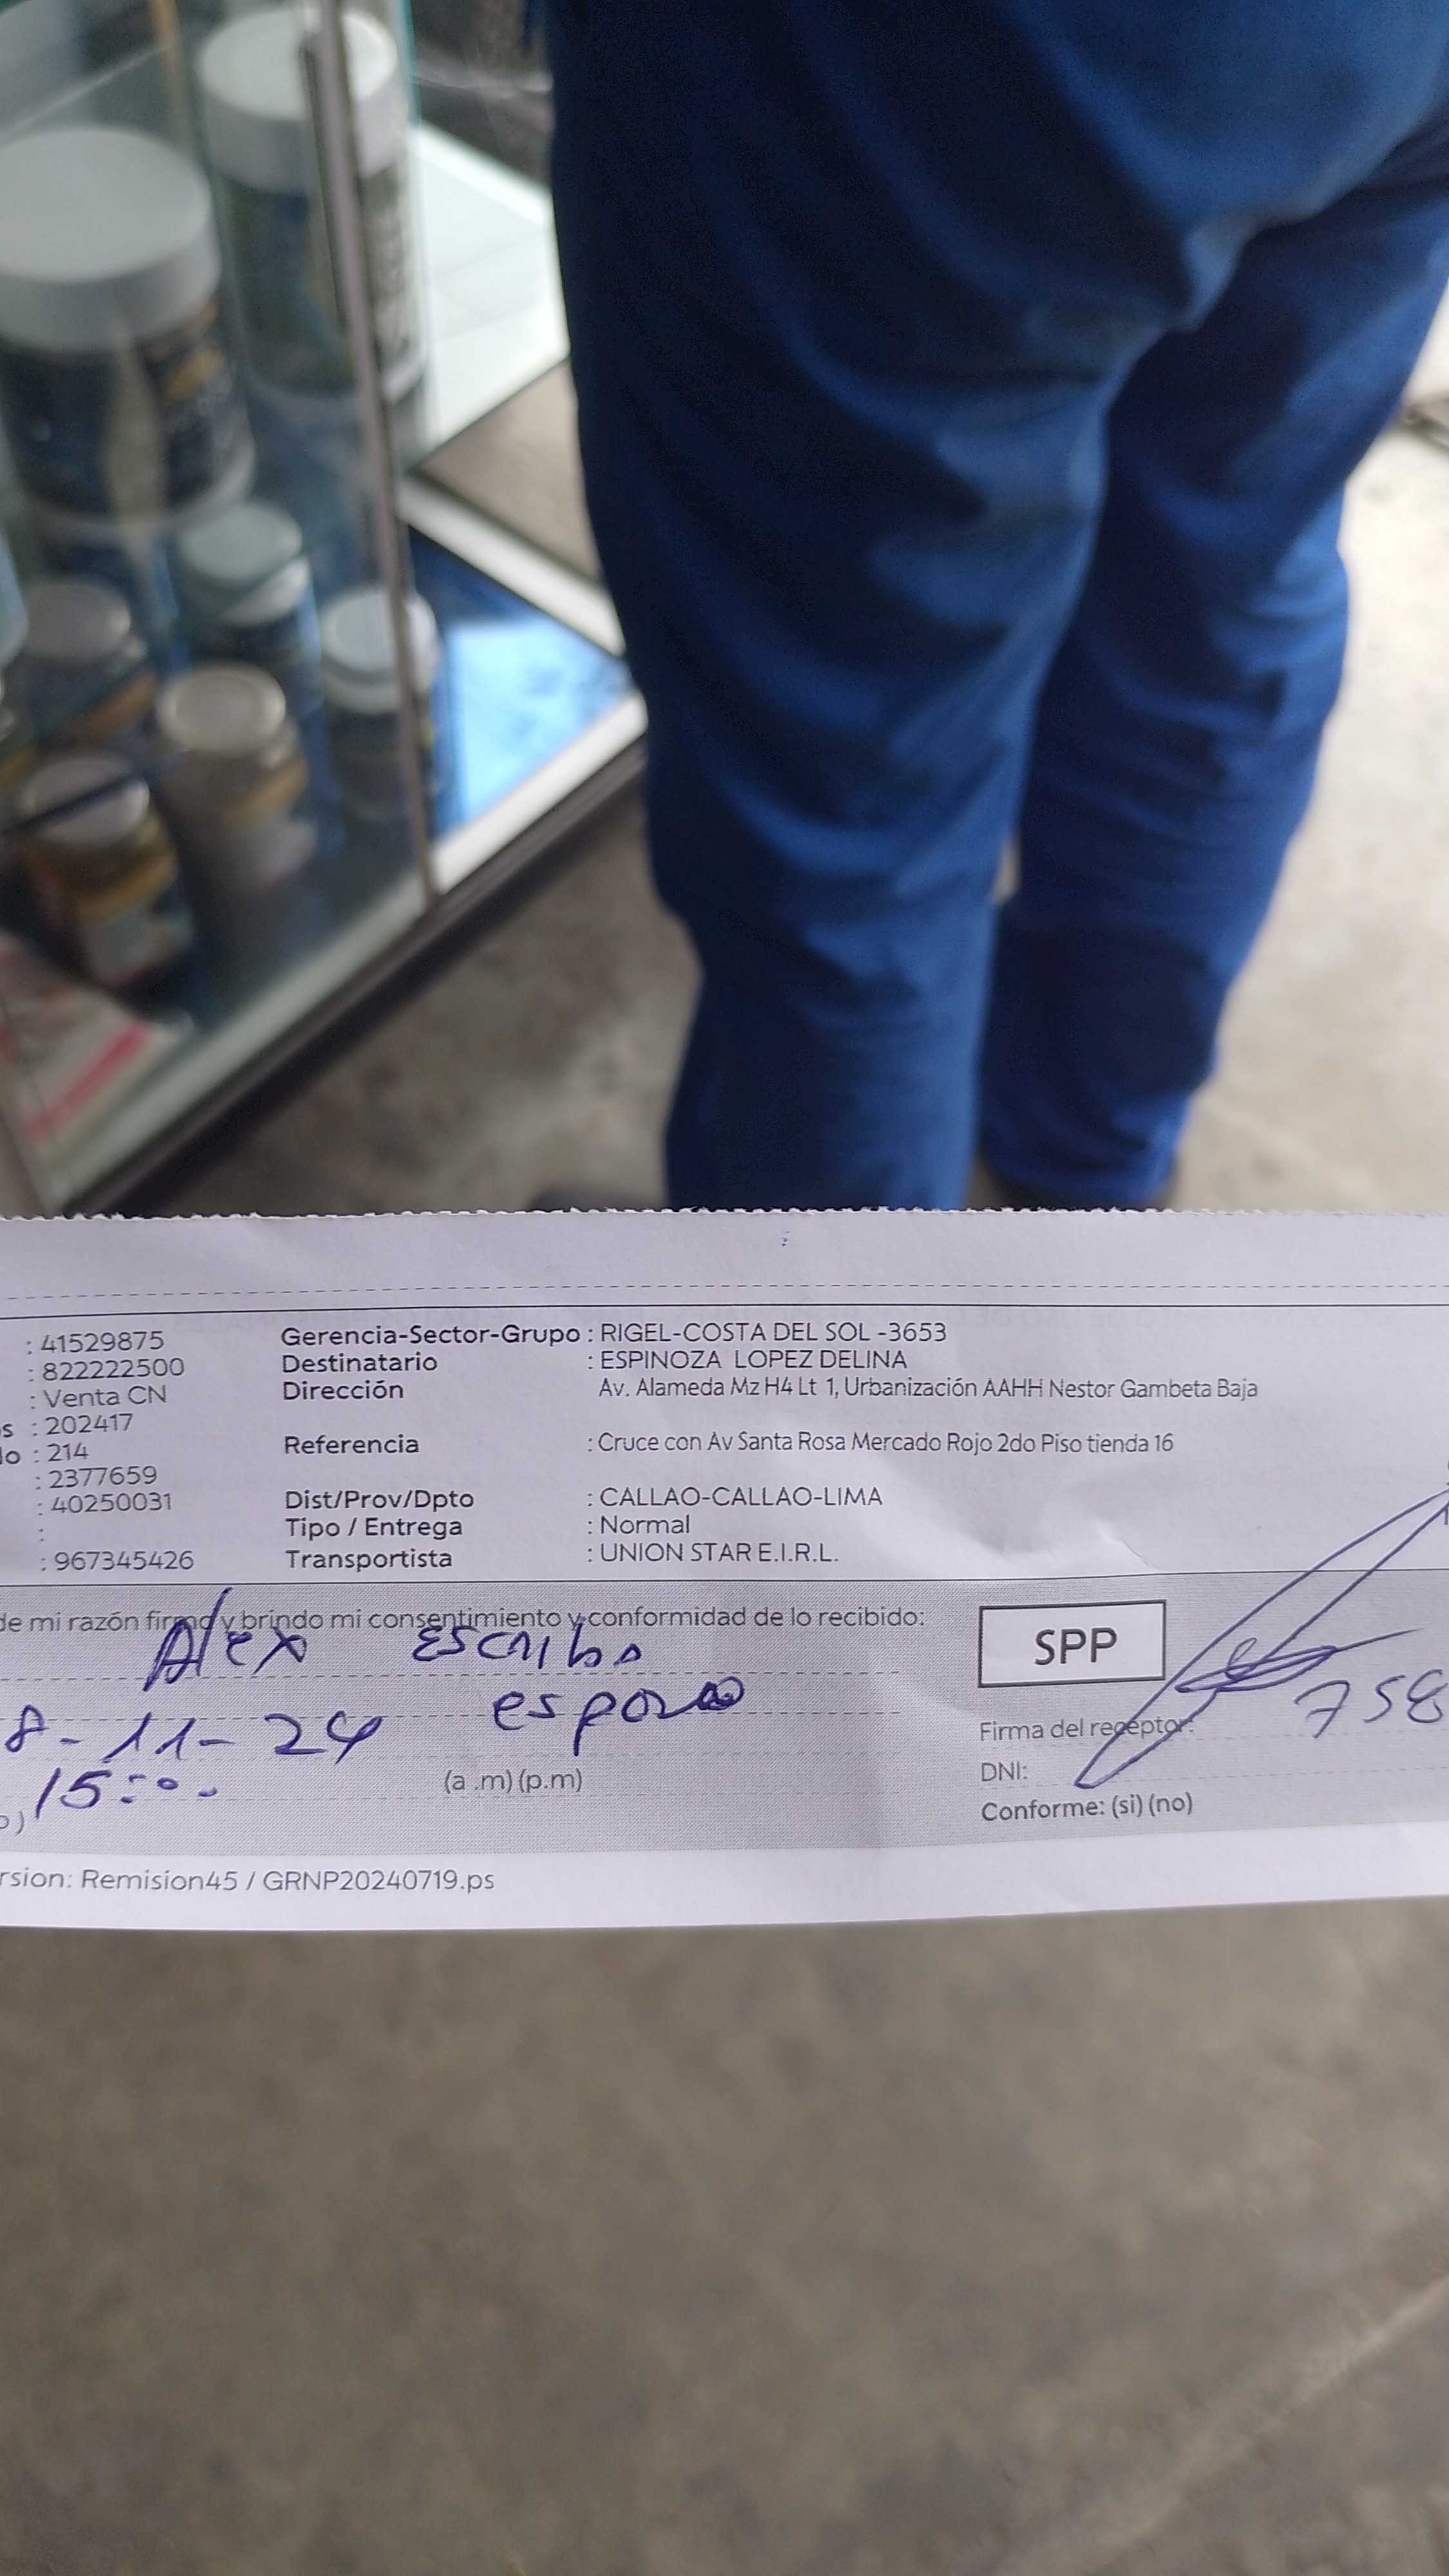 : 41529875 Gerencia-Sector-Grupo : RIGEL-COSTA DEL SOL -3653
: 822222500 Destinatario : ESPINOZA LOPEZ DELINA
: Venta CN Dirección Av. Alameda Mz H4 Lt 1, Urbanización AAHH Nestor Gambeta Baja
s : 202417
lo : 214 Referencia : Cruce con Av Santa Rosa Mercado Rojo 2do Piso tienda 16
: 2377659
: 40250031 Dist/Prov/Dpto : CALLAO-CALLAO-LIMA
: Tipo / Entrega : Normal
: 967345426 Transportista : UNION STAR E.I.R.L.
de mi razón firmo y brindo mi consentimiento y conformidad de lo recibido:
SPP
Alex Escriba
esposo
8-11-24
Firma del receptor:
758
15:00
(a .m) (p.m)
DNI:
o)
Conforme: (si) (no)
rsion: Remision45 / GRNP20240719.ps